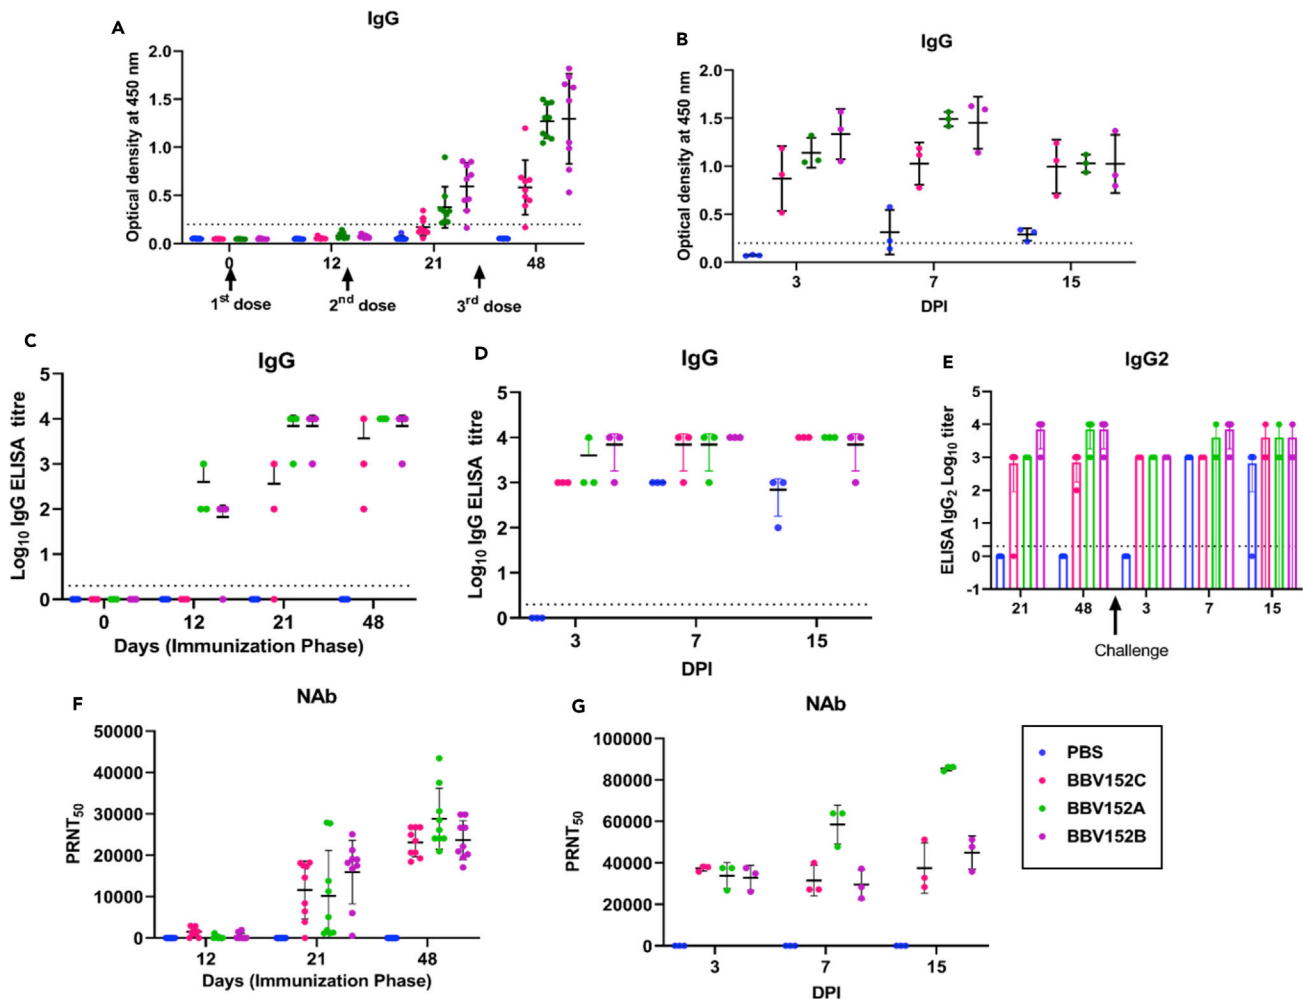 A
IgG
Optical density at 450 nm
2.0
1.5
1.0
0.5
0.0
0 12 21 48
1st dose 2nd dose 3rd dose
B
IgG
Optical density at 450 nm
2.0
1.5
1.0
0.5
0.0
3 7 15
DPI
C
IgG
Log10 IgG ELISA titre
5
4
3
2
1
0
0 12 21 48
Days (Immunization Phase)
D
IgG
Log10 IgG ELISA titre
5
4
3
2
1
0
3 7 15
DPI
E
IgG2
ELISA IgG2 Log10 titer
5
4
3
2
1
0
-1
21 48 3 7 15
Challenge
F
NAb
PRNT50
50000
40000
30000
20000
10000
0
12 21 48
Days (Immunization Phase)
G
NAb
PRNT50
100000
80000
60000
40000
20000
0
3 7 15
DPI
PBS
BBV152C
BBV152A
BBV152B